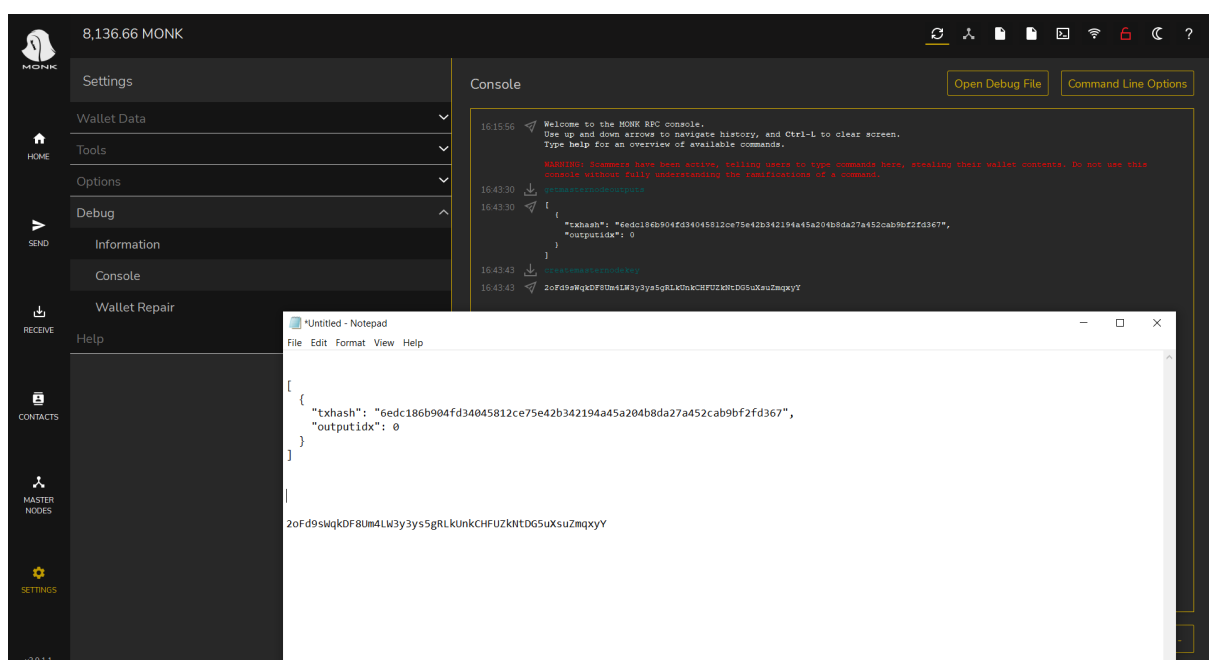 8,136.66 MONK
?
MONK
Settings
Wallet Data
Tools
Options
Debug
Information
Console
Wallet Repair
Help
HOME
SEND
RECEIVE
CONTACTS
MASTER
NODES
SETTINGS
Console
Open Debug File
Command Line Options
16:15:56
Welcome to the MONK RPC console.
Use up and down arrows to navigate history, and Ctrl-L to clear screen.
Type help for an overview of available commands.
WARNING: Scammers have been active, telling users to type commands here, stealing their wallet contents. Do not use this
console without fully understanding the ramifications of a command.
16:43:30
getmasternodeoutputs
16:43:30
[
{
"txhash": "6edc186b904fd34045812ce75e42b342194a45a204b8da27a452cab9bf2fd367",
"outputidx": 0
}
]
16:43:43
createmasternodekey
16:43:43
2oFd9sWqkDF8Um4LW3y3ys5gRLkUnkCHFUZkNtDG5uXsuZmqxyY
*Untitled - Notepad
File Edit Format View Help
[
{
"txhash": "6edc186b904fd34045812ce75e42b342194a45a204b8da27a452cab9bf2fd367",
"outputidx": 0
}
]
2oFd9sWqkDF8Um4LW3y3ys5gRLkUnkCHFUZkNtDG5uXsuZmqxyY